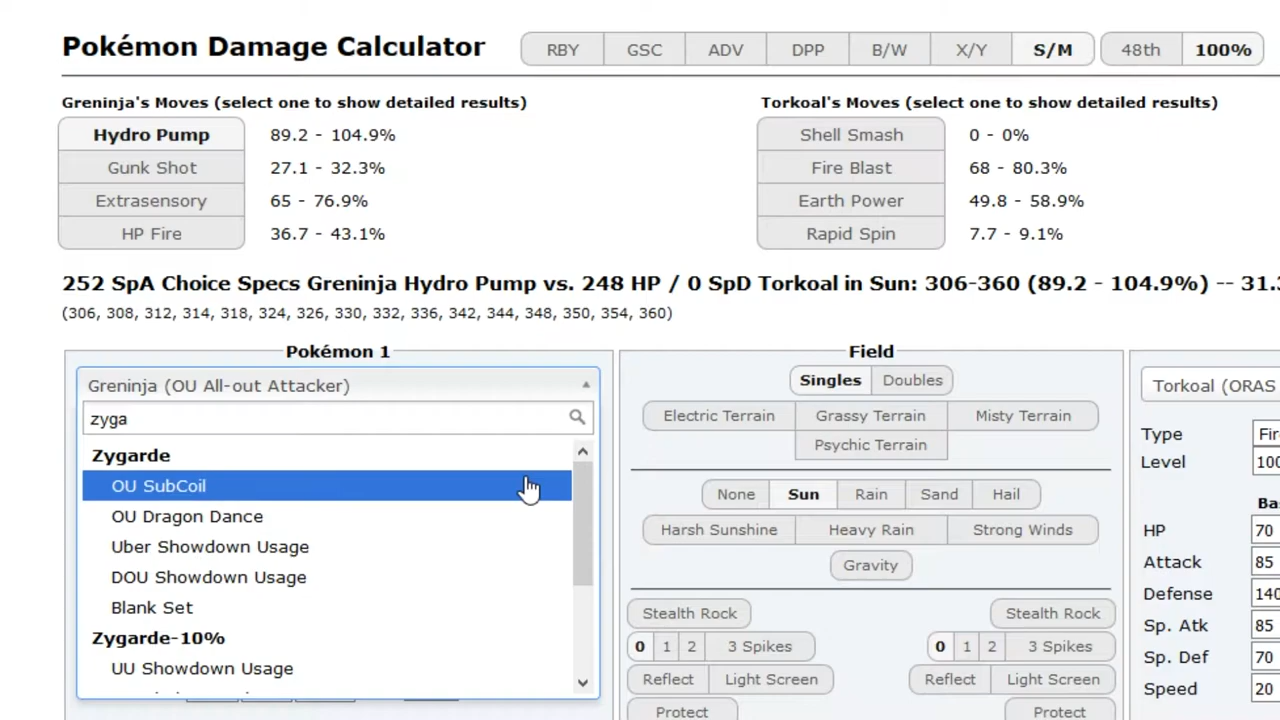 Pokémon Damage Calculator RBY GSC ADV DPP B/W X/Y S/M 48th 100%
Greninja's Moves (select one to show detailed results) Torkoal's Moves (select one to show detailed results)
Hydro Pump 89.2 - 104.9% Shell Smash 0 - 0%
Gunk Shot 27.1 - 32.3% Fire Blast 68 - 80.3%
Extrasensory 65 - 76.9% Earth Power 49.8 - 58.9%
HP Fire 36.7 - 43.1% Rapid Spin 7.7 - 9.1%
252 SpA Choice Specs Greninja Hydro Pump vs. 248 HP / 0 SpD Torkoal in Sun: 306-360 (89.2 - 104.9%) -- 31.
(306, 308, 312, 314, 318, 324, 326, 330, 332, 336, 342, 344, 348, 350, 354, 360)
Pokémon 1 Field
Greninja (OU All-out Attacker) Singles Doubles Torkoal (ORAS
zyga Electric Terrain Grassy Terrain Misty Terrain
Psychic Terrain Type Fir
Zygarde Level 100
OU SubCoil None Sun Rain Sand Hail Ba
OU Dragon Dance Harsh Sunshine Heavy Rain Strong Winds HP 70
Uber Showdown Usage Gravity Attack 85
DOU Showdown Usage Defense 140
Blank Set Stealth Rock Stealth Rock Sp. Atk 85
Zygarde-10% 0 1 2 3 Spikes 0 1 2 3 Spikes Sp. Def 70
UU Showdown Usage Reflect Light Screen Reflect Light Screen Speed 20
Protect Protect